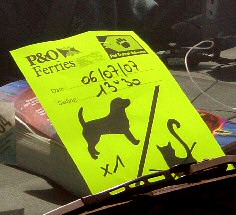 P&O
Ferries
Date: 06/07/07
Sailing: 13-30
x1